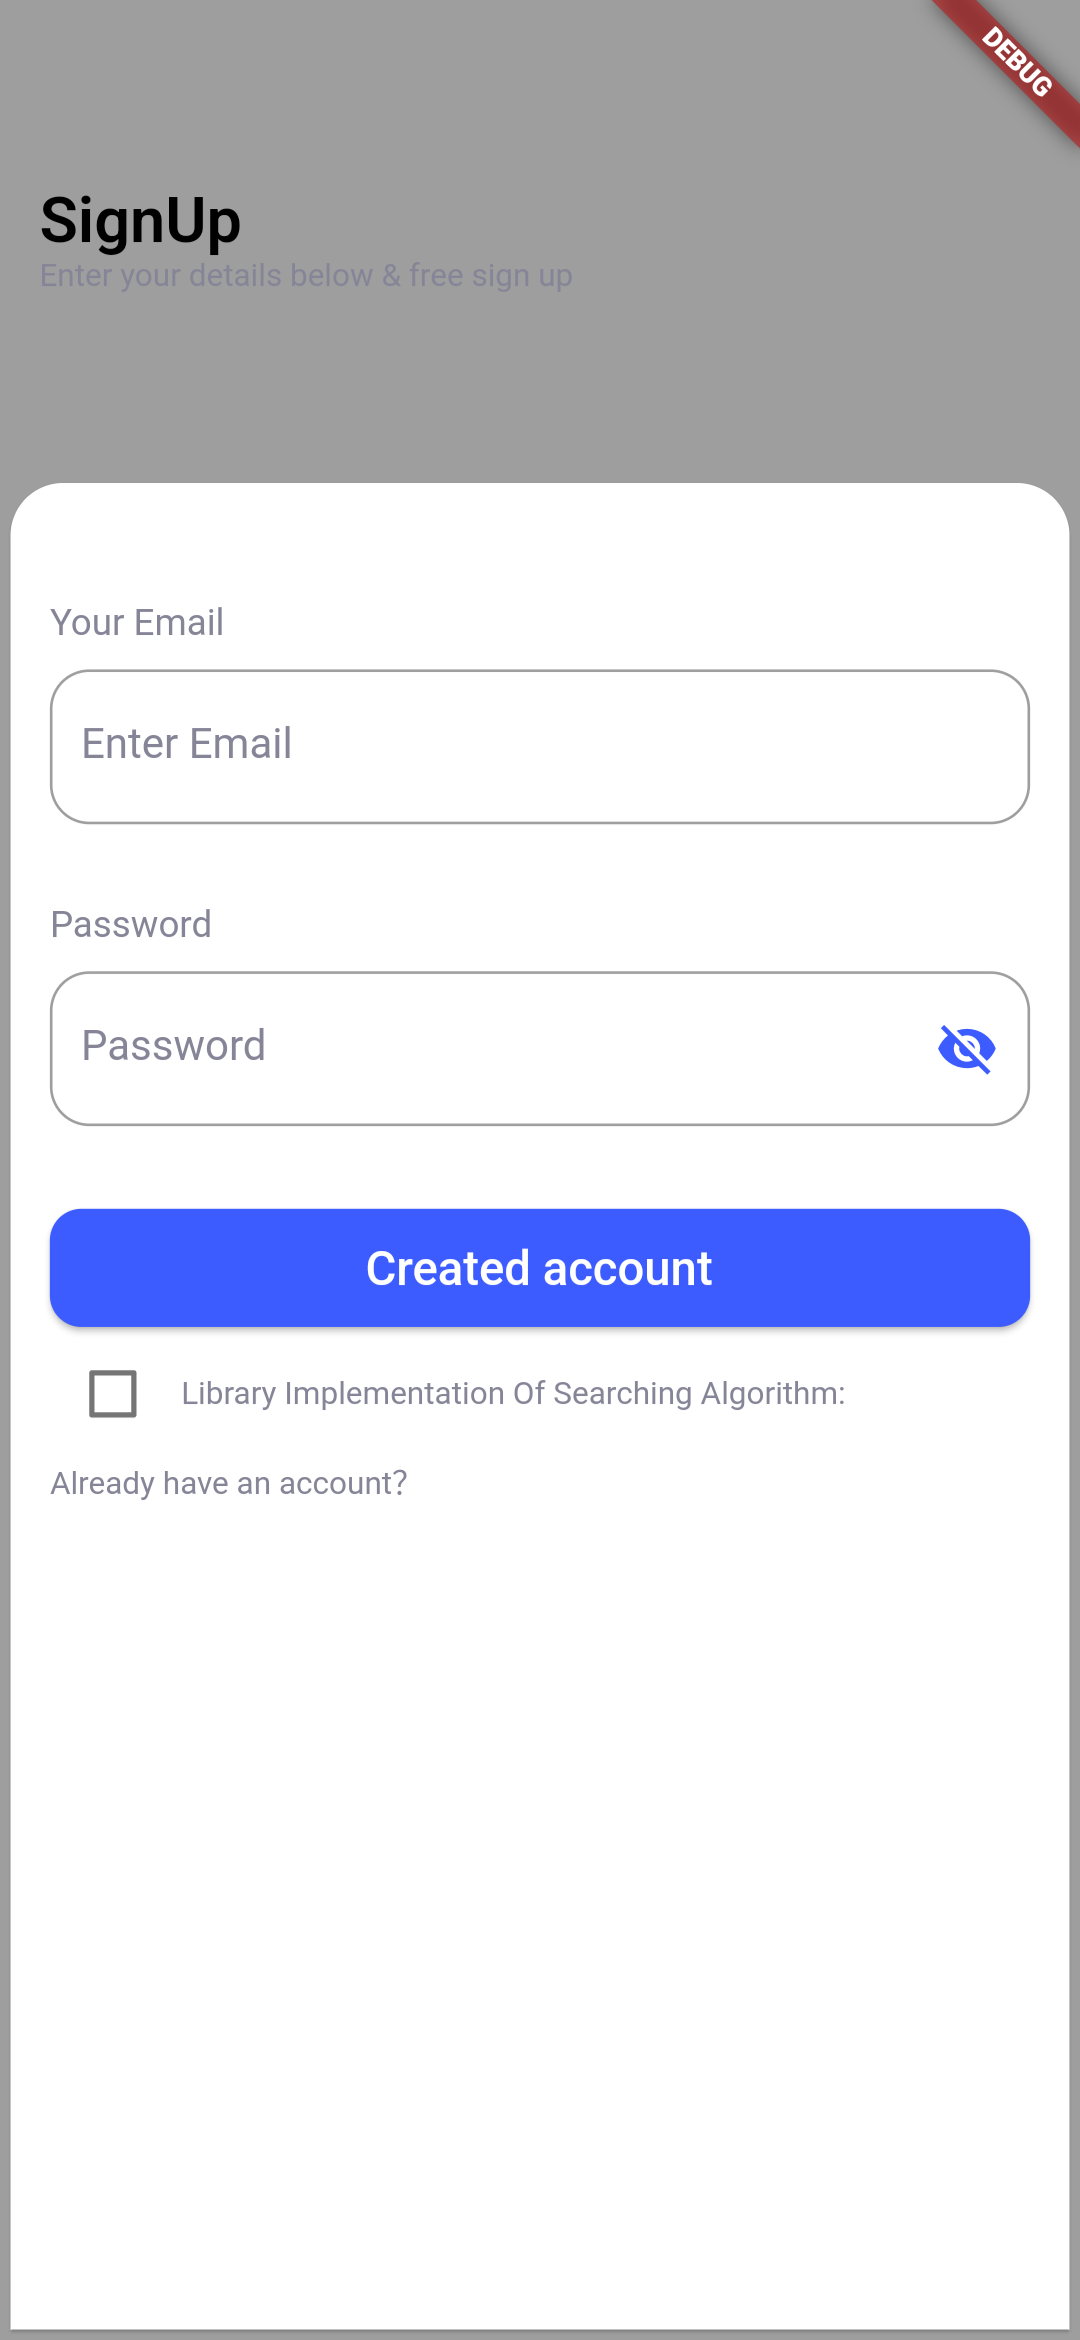 DEBUG
SignUp
Enter your details below & free sign up
Your Email
Enter Email
Password
Password
Created account
Library Implementation Of Searching Algorithm:
Already have an account?